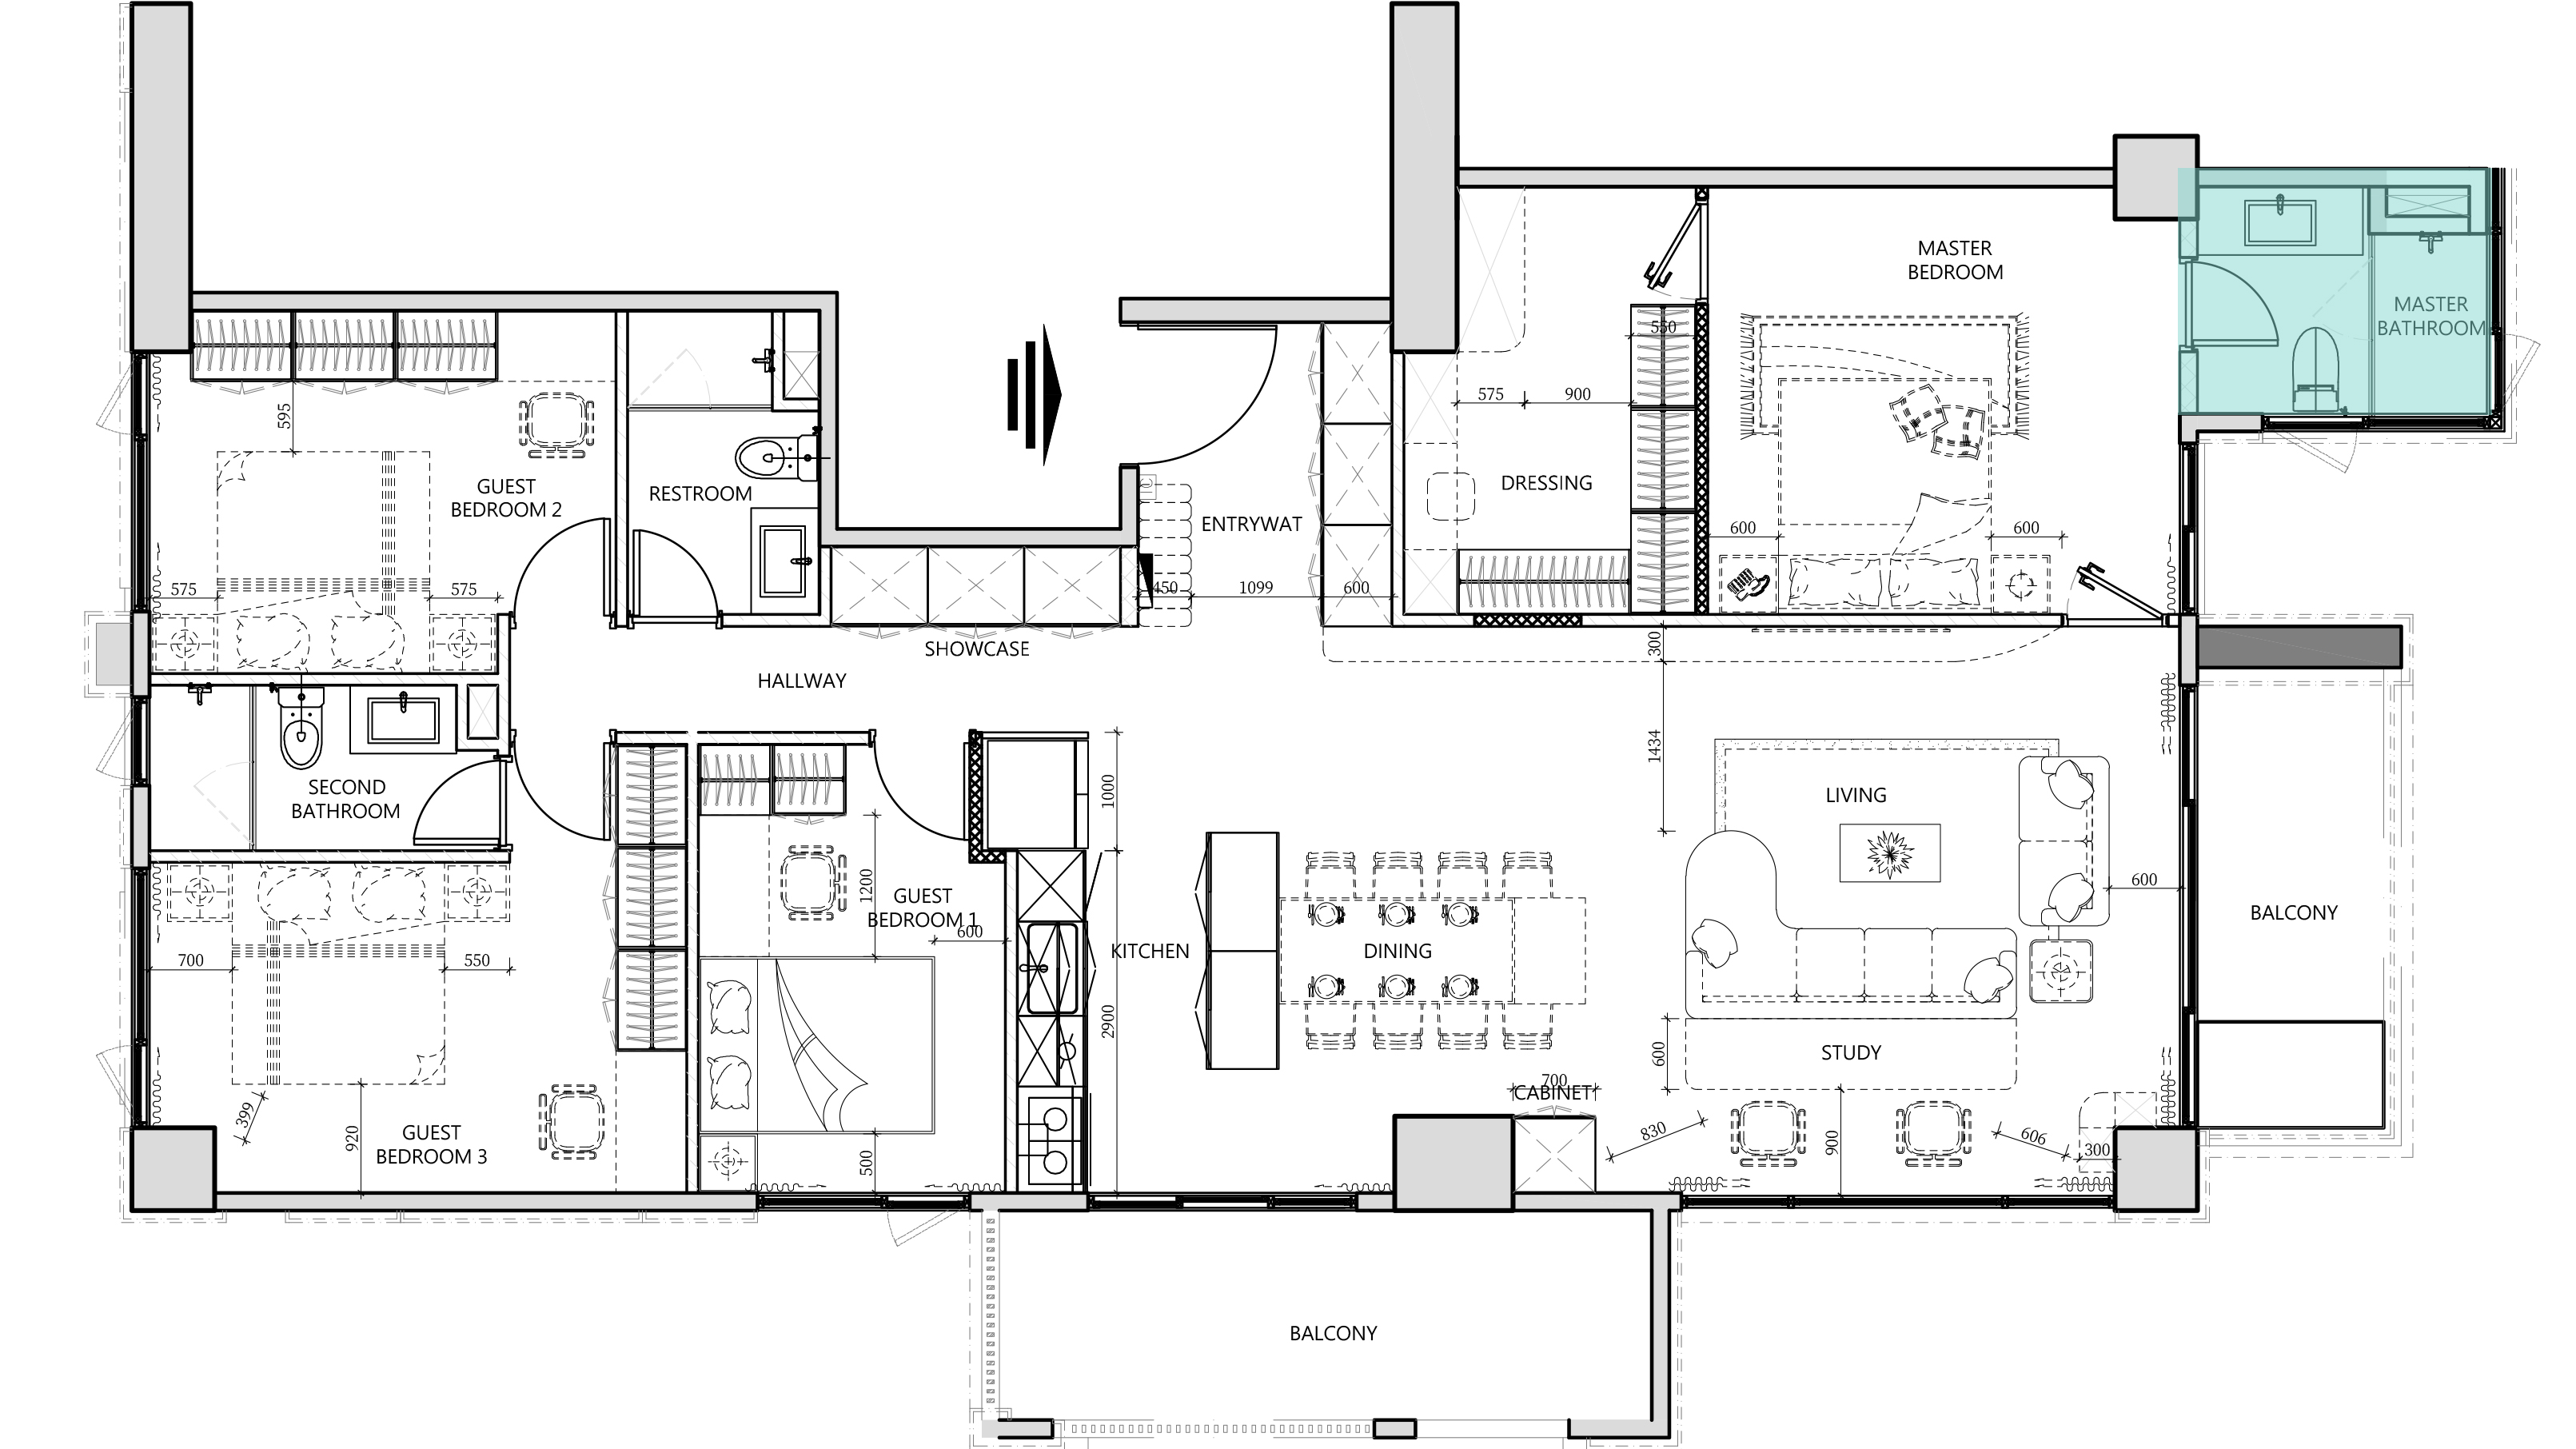 MASTER
BEDROOM
MASTER
BATHROOM
550
575
900
595
GUEST
BEDROOM 2
RESTROOM
DRESSING
ENTRYWAT
600
600
575
575
450
1099
600
SHOWCASE
300
HALLWAY
1434
1000
LIVING
SECOND
BATHROOM
1200
GUEST
BEDROOM 1
600
600
BALCONY
700
550
KITCHEN
DINING
2900
600
STUDY
700
CABINET
399
920
GUEST
BEDROOM 3
500
830
900
606
300
BALCONY